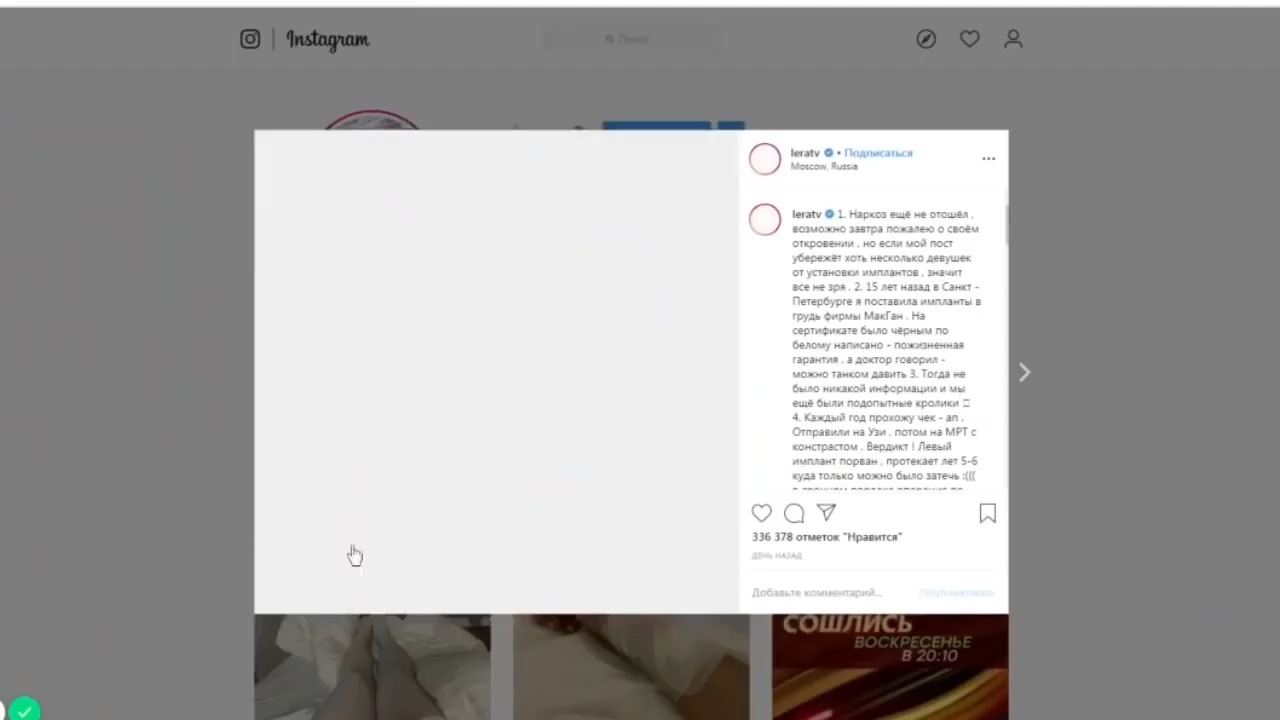 Instagram
Поиск
leratv • Подписаться
Moscow, Russia
leratv 1. Наркоз ещё не отошёл ,
возможно завтра пожалею о своём
откровении , но если мой пост
убережёт хоть несколько девушек
от установки имплантов , значит
все не зря . 2. 15 лет назад в Санкт -
Петербурге я поставила импланты в
грудь фирмы МакГан . На
сертификате было чёрным по
белому написано - пожизненная
гарантия , а доктор говорил -
можно танком давить 3. Тогда не
было никакой информации и мы
ещё были подопытные кролики
4. Каждый год прохожу чек - ап .
Отправили на Узи , потом на МРТ с
констрастом . Вердикт ! Левый
имплант порван , протекает лет 5-6
куда только можно было затечь :(((
336 378 отметок "Нравится"
ДЕНЬ НАЗАД
Добавьте комментарий...
Опубликовать
СОШЛИСЬ
ВОСКРЕСЕНЬЕ
В 20:10